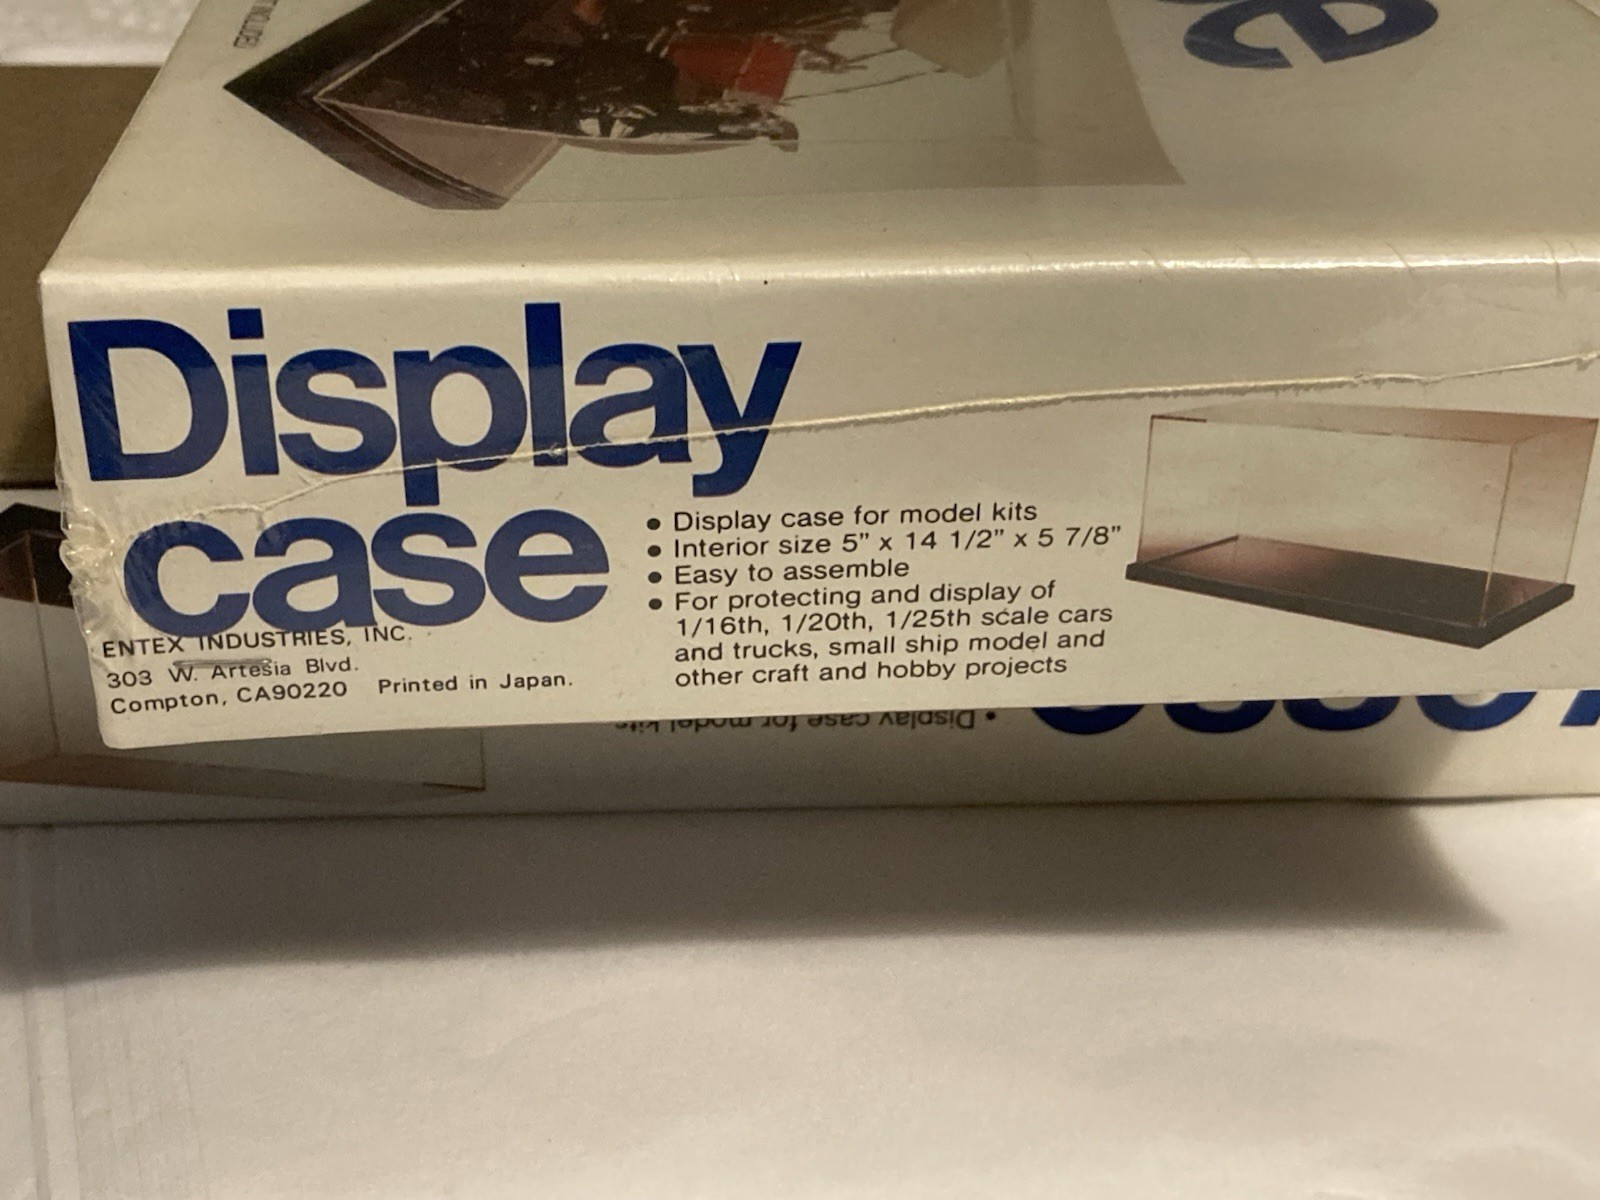 Display
case
• Display case for model kits
• Interior size 5" x 14 1/2" x 5 7/8"
• Easy to assemble
• For protecting and display of
1/16th, 1/20th, 1/25th scale cars
and trucks, small ship model and
other craft and hobby projects
ENTEX INDUSTRIES, INC.
303 W. Artesia Blvd.
Compton, CA90220 Printed in Japan.
• Display case for model kits